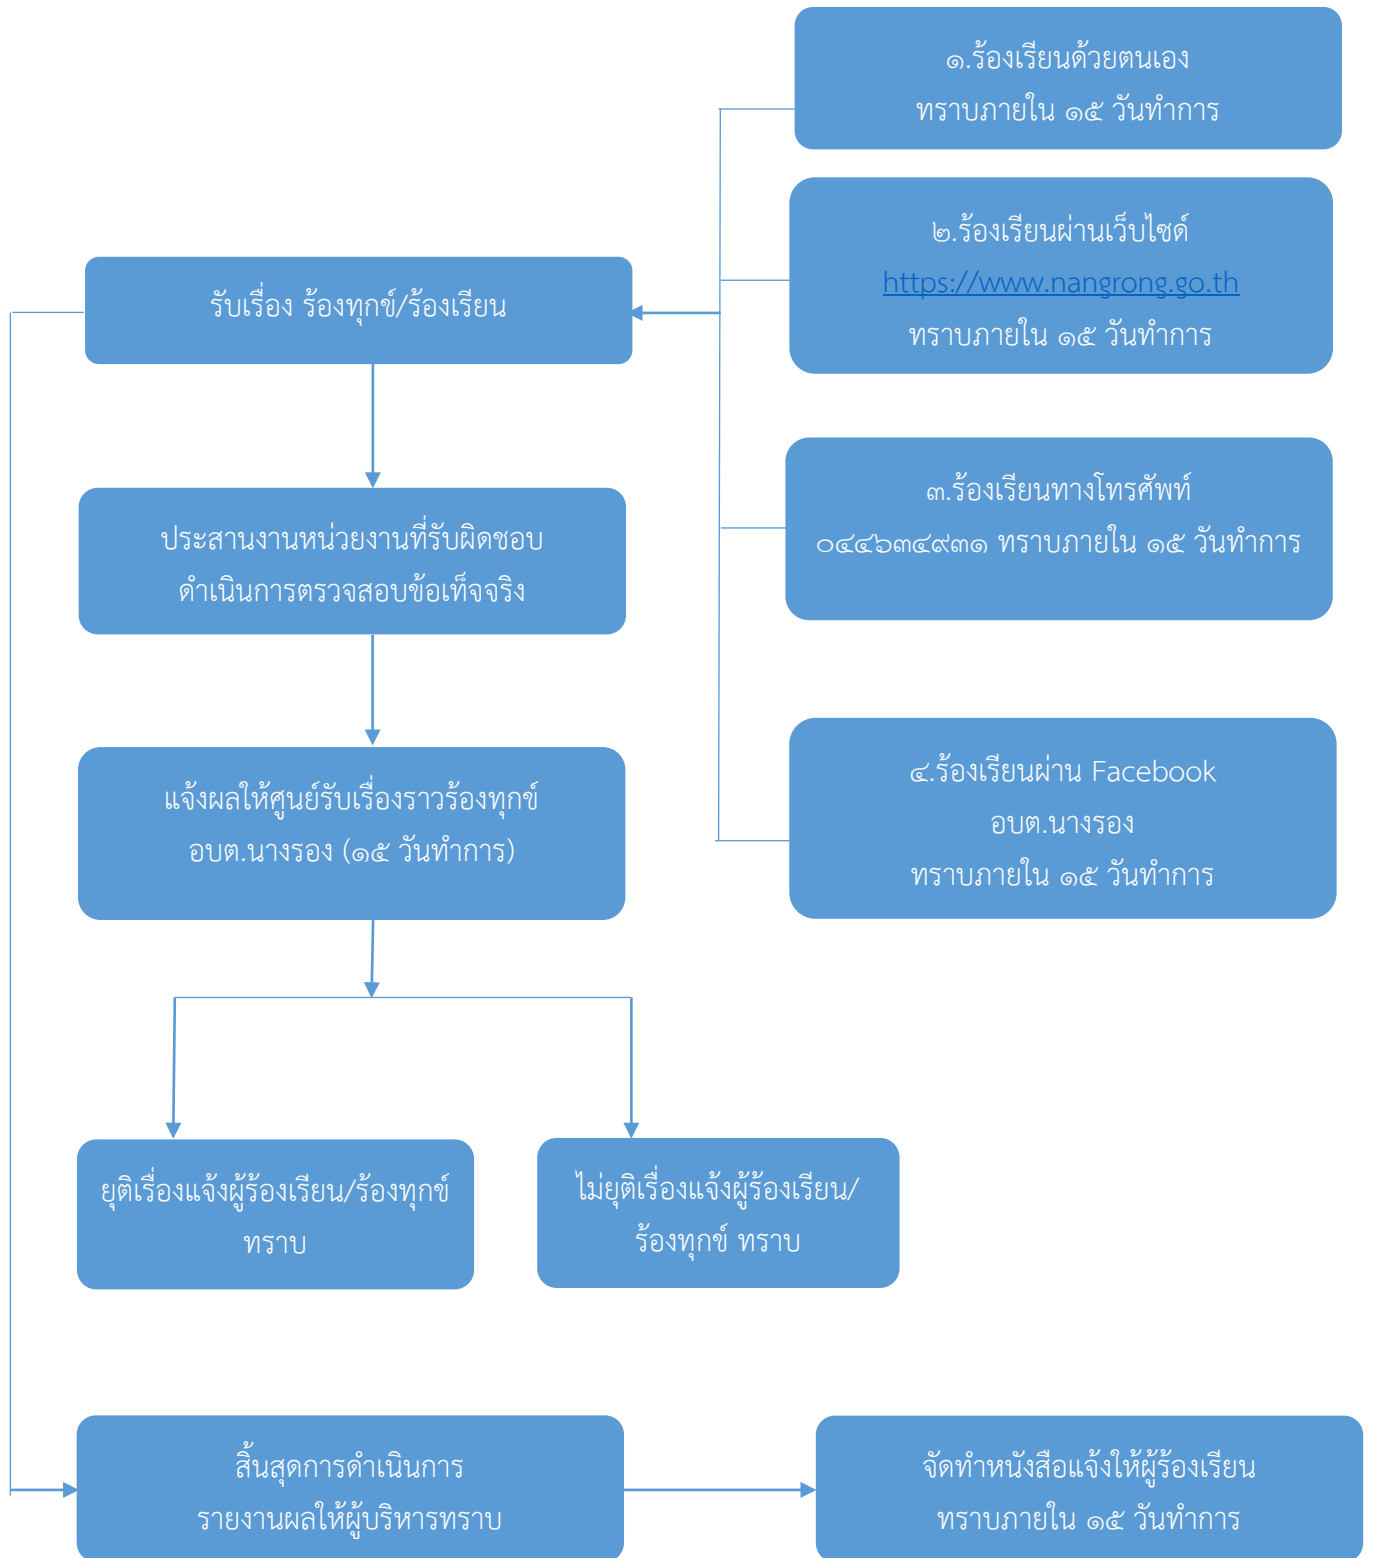 ๑.ร้องเรียนด้วยตนเอง
ทราบภายใน ๑๕ วันทำการ
๒.ร้องเรียนผ่านเว็บไซด์
https://www.nangrong.go.th
ทราบภายใน ๑๕ วันทำการ
รับเรื่อง ร้องทุกข์/ร้องเรียน
๓.ร้องเรียนทางโทรศัพท์
๐๔๔๖๓๔๙๓๑ ทราบภายใน ๑๕ วันทำการ
ประสานงานหน่วยงานที่รับผิดชอบ
ดำเนินการตรวจสอบข้อเท็จจริง
๔.ร้องเรียนผ่าน Facebook
อบต.นางรอง
ทราบภายใน ๑๕ วันทำการ
แจ้งผลให้ศูนย์รับเรื่องราวร้องทุกข์
อบต.นางรอง (๑๕ วันทำการ)
ยุติเรื่องแจ้งผู้ร้องเรียน/ร้องทุกข์
ทราบ
ไม่ยุติเรื่องแจ้งผู้ร้องเรียน/
ร้องทุกข์ ทราบ
สิ้นสุดการดำเนินการ
รายงานผลให้ผู้บริหารทราบ
จัดทำหนังสือแจ้งให้ผู้ร้องเรียน
ทราบภายใน ๑๕ วันทำการ